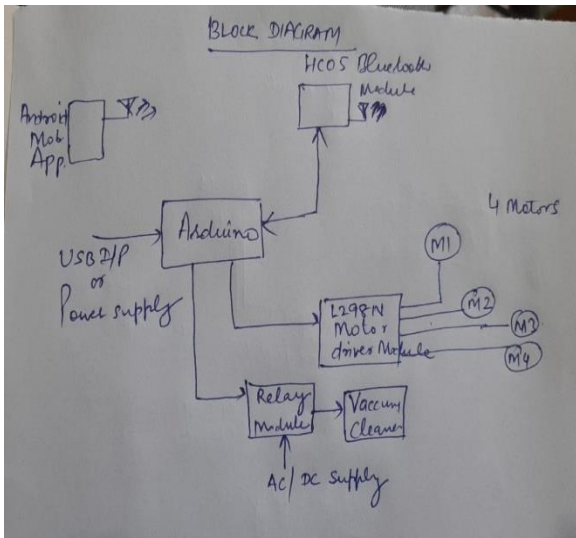 BLOCK DIAGRAM
HC05 Bluetooth
Module
Android
Mob
App.
4 Motors
Arduino
USB I/P
or
Power supply
M1
L298N
Motor
driver Module
M2
M3
M4
Relay
Module
Vaccum
Cleaner
AC/DC Supply